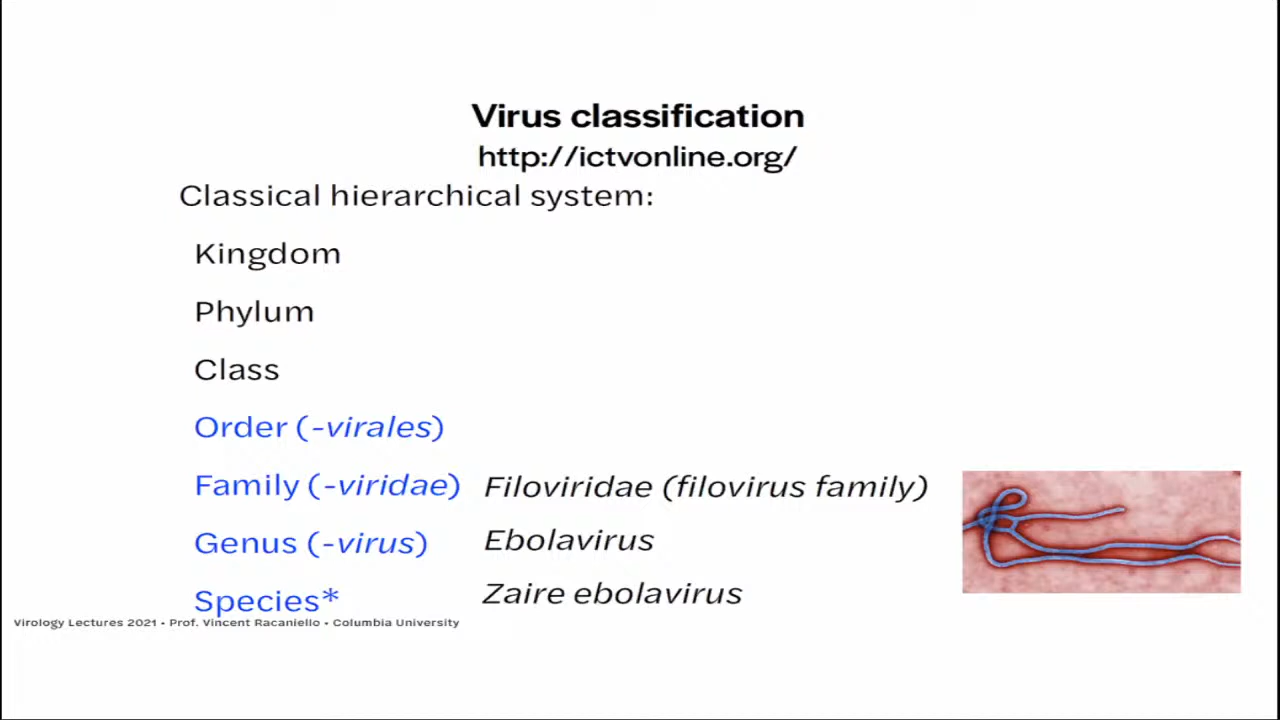 Virus classification
http://ictvonline.org/
Classical hierarchical system:
Kingdom
Phylum
Class
Order (-virales)
Family (-viridae) Filoviridae (filovirus family)
Genus (-virus) Ebolavirus
Species* Zaire ebolavirus
Virology Lectures 2021 • Prof. Vincent Racaniello • Columbia University